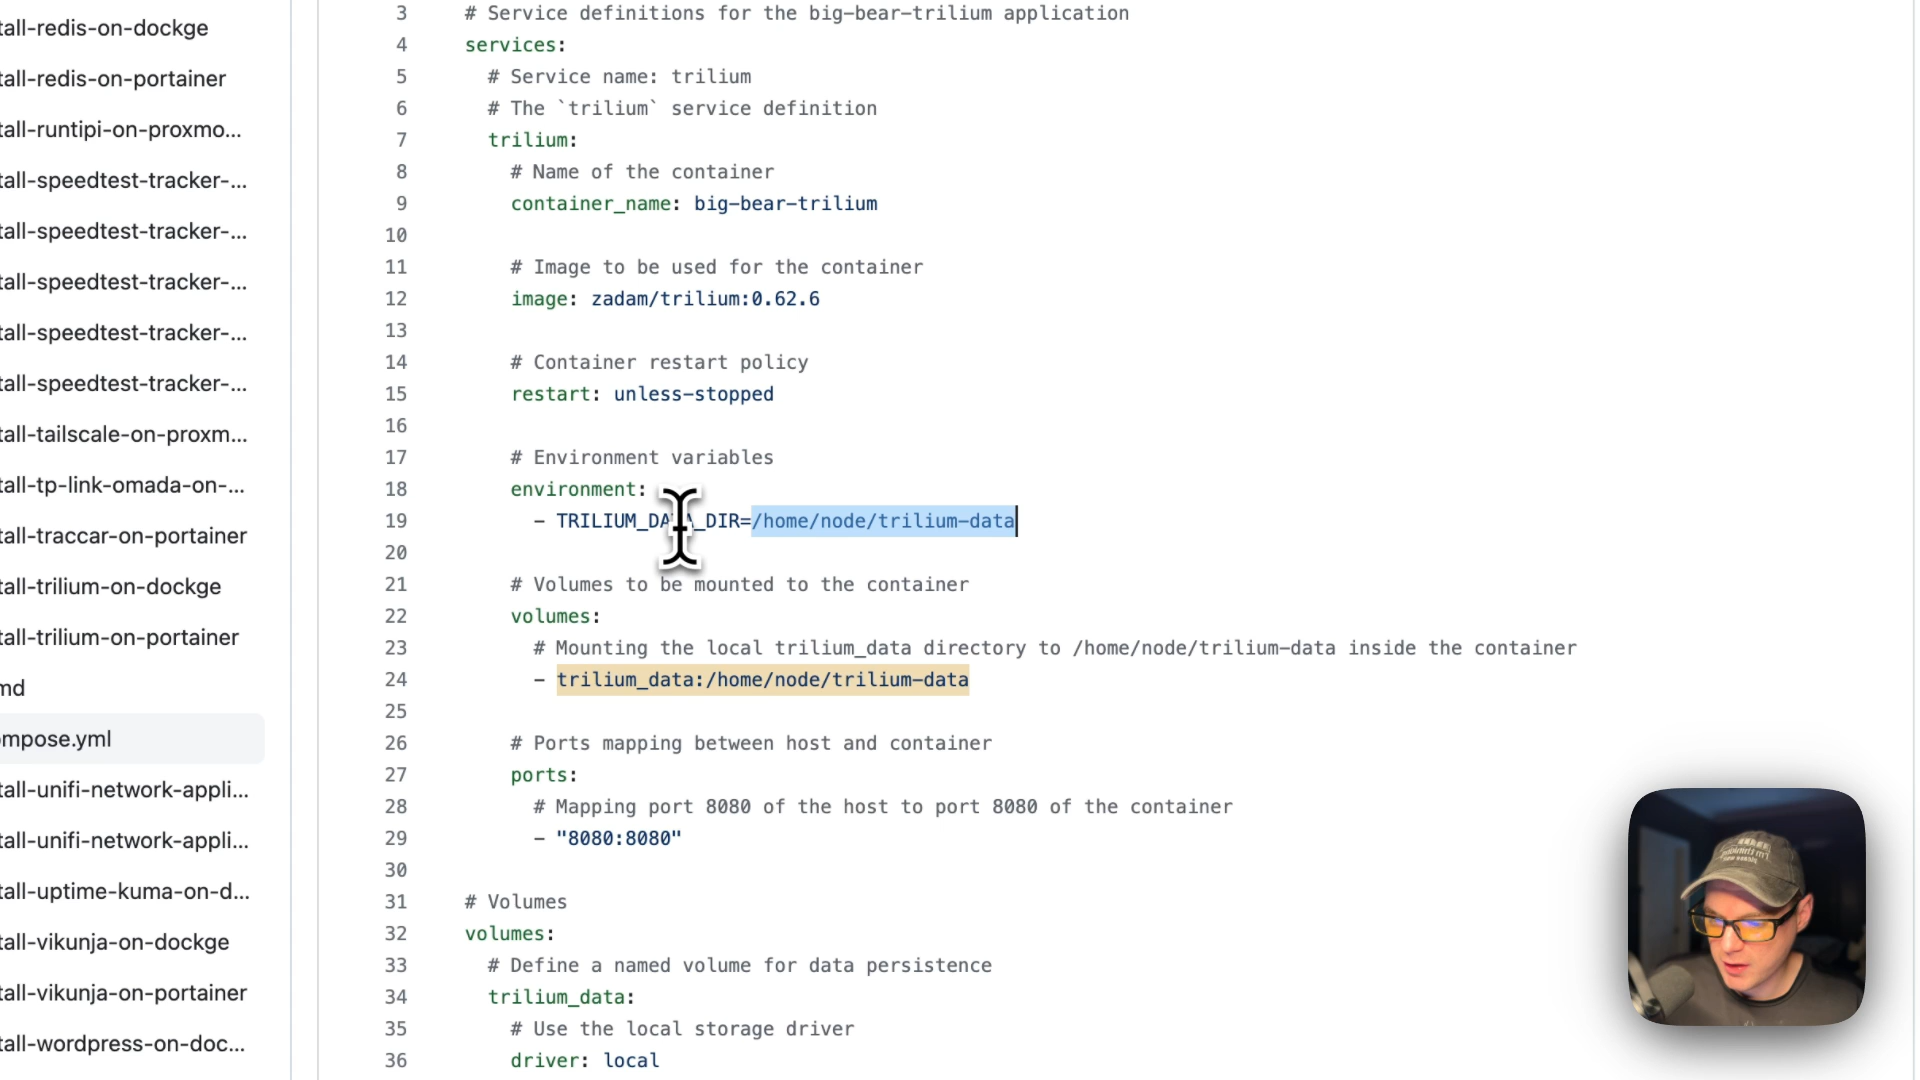 tall-redis-on-dockge
tall-redis-on-portainer
tall-runtipi-on-proxmo...
tall-speedtest-tracker-...
tall-speedtest-tracker-...
tall-speedtest-tracker-...
tall-speedtest-tracker-...
tall-speedtest-tracker-...
tall-tailscale-on-proxm...
tall-tp-link-omada-on-...
tall-traccar-on-portainer
tall-trilium-on-dockge
tall-trilium-on-portainer
md
ompose.yml
tall-unifi-network-appli...
tall-unifi-network-appli...
tall-uptime-kuma-on-d...
tall-vikunja-on-dockge
tall-vikunja-on-portainer
tall-wordpress-on-doc...
3 # Service definitions for the big-bear-trilium application
4 services:
5 # Service name: trilium
6 # The `trilium` service definition
7 trilium:
8 # Name of the container
9 container_name: big-bear-trilium
10
11 # Image to be used for the container
12 image: zadam/trilium:0.62.6
13
14 # Container restart policy
15 restart: unless-stopped
16
17 # Environment variables
18 environment:
19 - TRILIUM_DATA_DIR=/home/node/trilium-data
20
21 # Volumes to be mounted to the container
22 volumes:
23 # Mounting the local trilium_data directory to /home/node/trilium-data inside the container
24 - trilium_data:/home/node/trilium-data
25
26 # Ports mapping between host and container
27 ports:
28 # Mapping port 8080 of the host to port 8080 of the container
29 - "8080:8080"
30
31 # Volumes
32 volumes:
33 # Define a named volume for data persistence
34 trilium_data:
35 # Use the local storage driver
36 driver: local